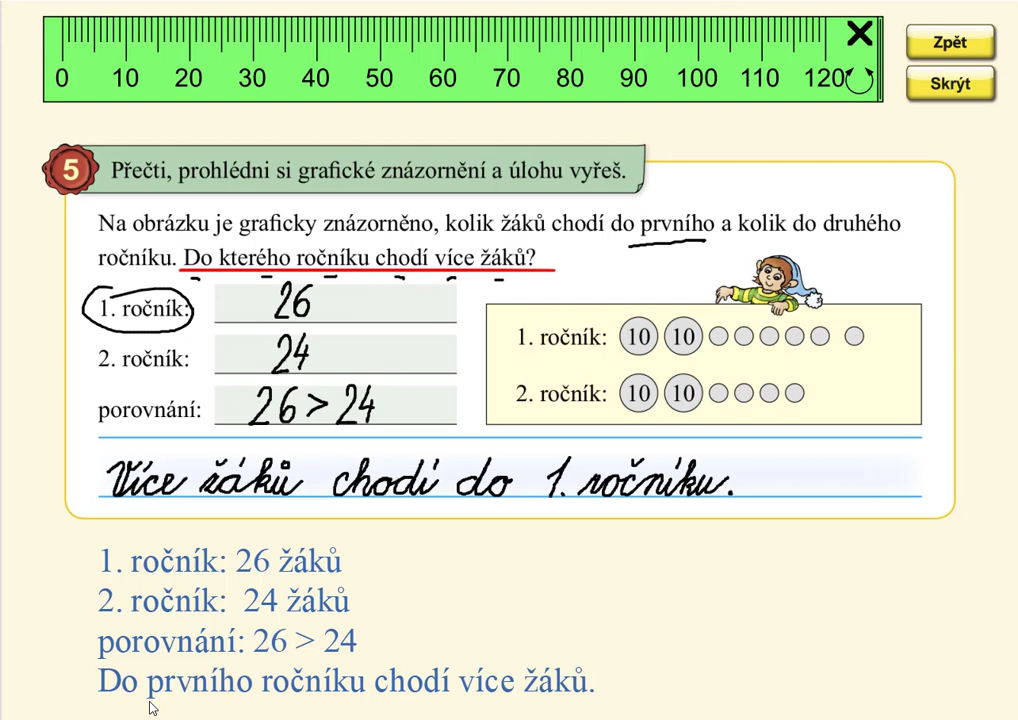 0 10 20 30 40 50 60 70 80 90 100 110 120
Zpět
Skrýt
5 Přečti, prohlédni si grafické znázornění a úlohu vyřeš.
Na obrázku je graficky znázorněno, kolik žáků chodí do prvního a kolik do druhého
ročníku. Do kterého ročníku chodí více žáků?
1. ročník: 26
2. ročník: 24
porovnání: 26 > 24
1. ročník: 10 10
2. ročník: 10 10
Více žáků chodí do 1. ročníku.
1. ročník: 26 žáků
2. ročník: 24 žáků
porovnání: 26 > 24
Do prvního ročníku chodí více žáků.